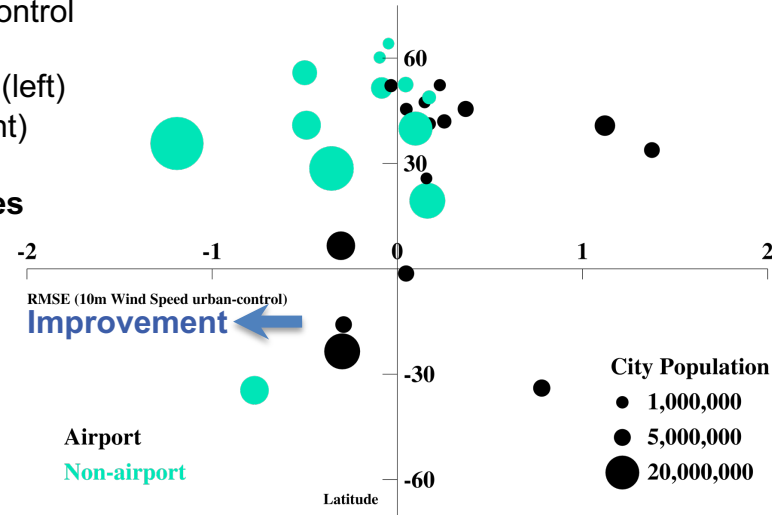 ontrol
(left)
nt)
es
60
30
-2
-1
0
1
2
RMSE (10m Wind Speed urban-control)
Improvement
-30
City Population
1,000,000
5,000,000
20,000,000
Airport
Non-airport
-60
Latitude